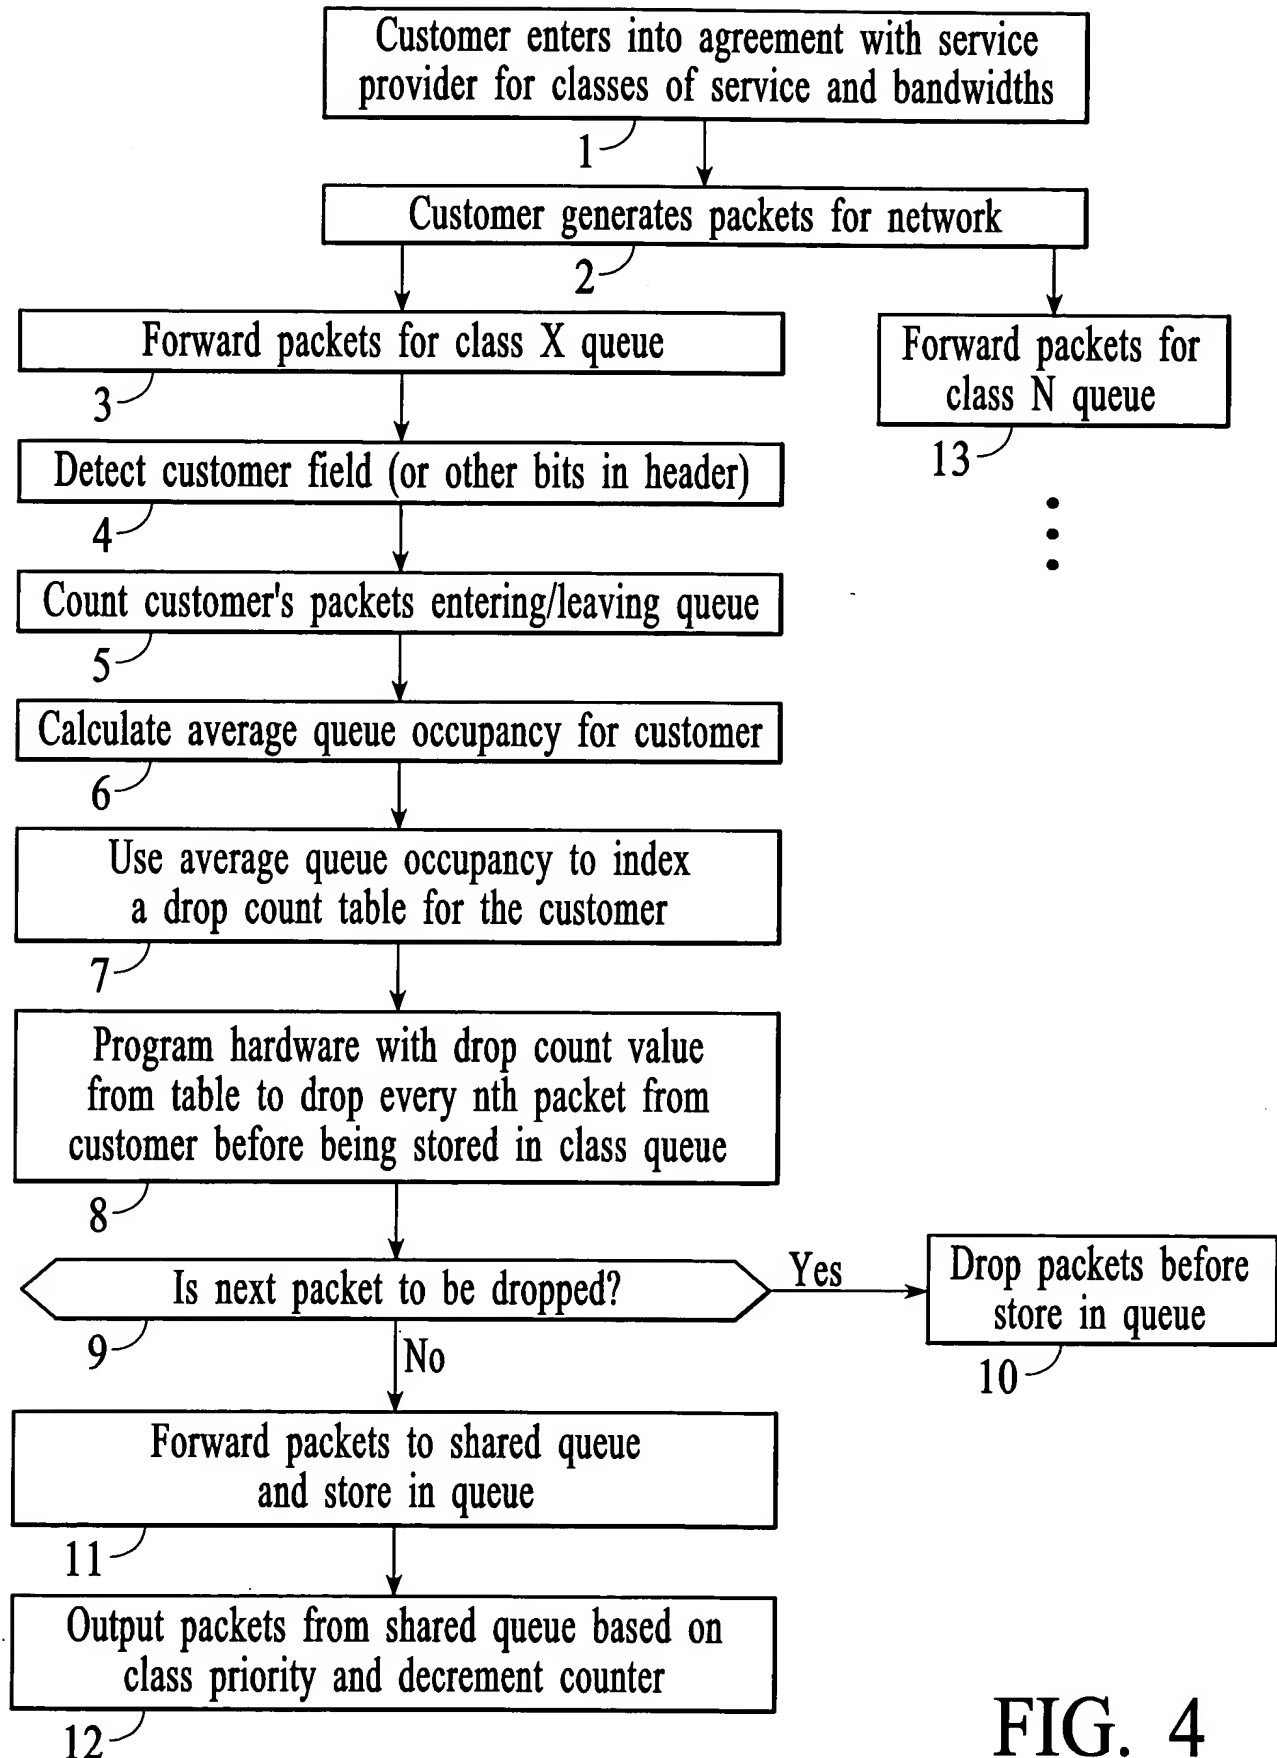 Customer enters into agreement with service
provider for classes of service and bandwidths
1
Customer generates packets for network
2
Forward packets for class X queue
3
Forward packets for
class N queue
13
Detect customer field (or other bits in header)
4
Count customer's packets entering/leaving queue
5
Calculate average queue occupancy for customer
6
Use average queue occupancy to index
a drop count table for the customer
7
Program hardware with drop count value
from table to drop every nth packet from
customer before being stored in class queue
8
Is next packet to be dropped?
9
Yes
Drop packets before
store in queue
10
No
Forward packets to shared queue
and store in queue
11
Output packets from shared queue based on
class priority and decrement counter
12
FIG. 4